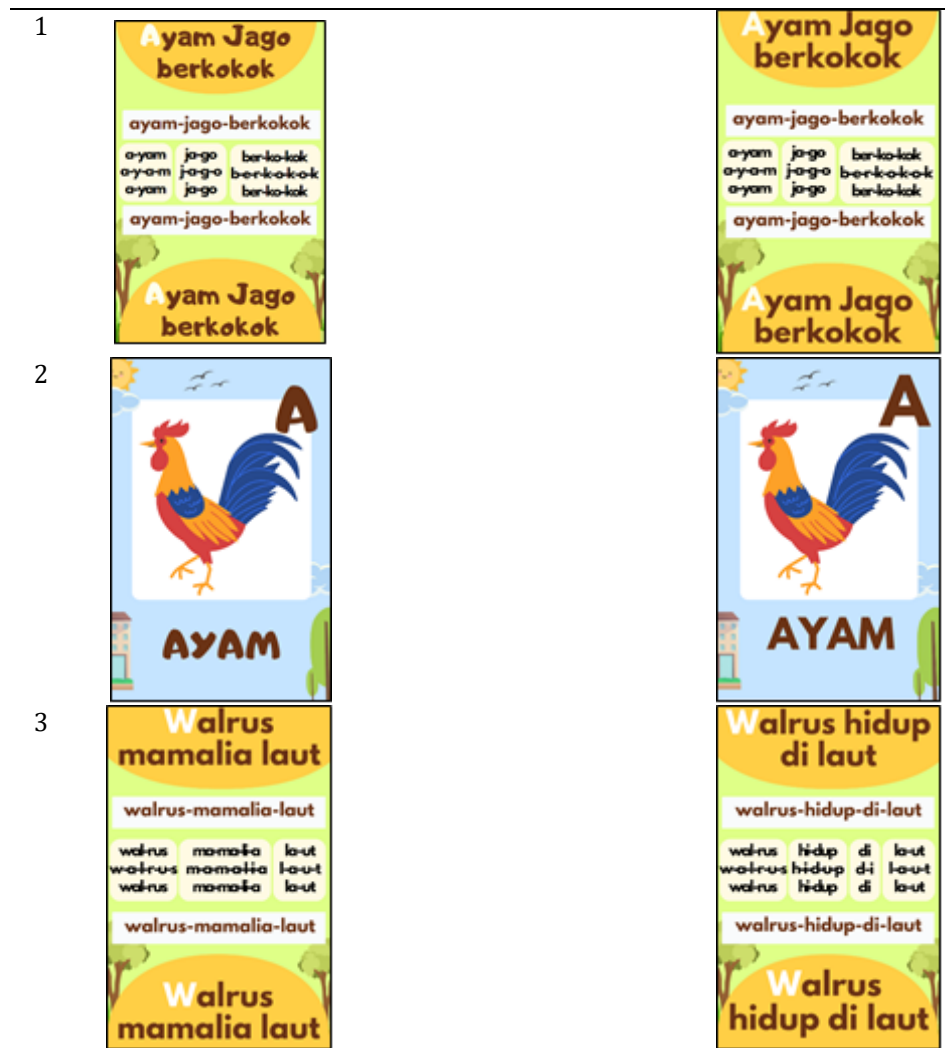 1
Ayam Jago
berkokok
ayam-jago-berkokok
a-yam ja-go ber-ko-kok
a-y-a-m j-a-g-o b-e-r-k-o-k-o-k
a-yam ja-go ber-ko-kok
ayam-jago-berkokok
Ayam Jago
berkokok
Ayam Jago
berkokok
ayam-jago-berkokok
a-yam ja-go ber-ko-kok
a-y-a-m j-a-g-o b-e-r-k-o-k-o-k
a-yam ja-go ber-ko-kok
ayam-jago-berkokok
Ayam Jago
berkokok
2
A
AYAM
A
AYAM
3
Walrus
mamalia laut
walrus-mamalia-laut
wal-rus ma-ma-li-a la-ut
w-a-l-r-u-s m-a-m-a-l-i-a l-a-u-t
wal-rus ma-ma-li-a la-ut
walrus-mamalia-laut
Walrus
mamalia laut
Walrus hidup
di laut
walrus-hidup-di-laut
wal-rus hi-dup di la-ut
w-a-l-r-u-s h-i-d-u-p d-i l-a-u-t
wal-rus hi-dup di la-ut
walrus-hidup-di-laut
Walrus
hidup di laut